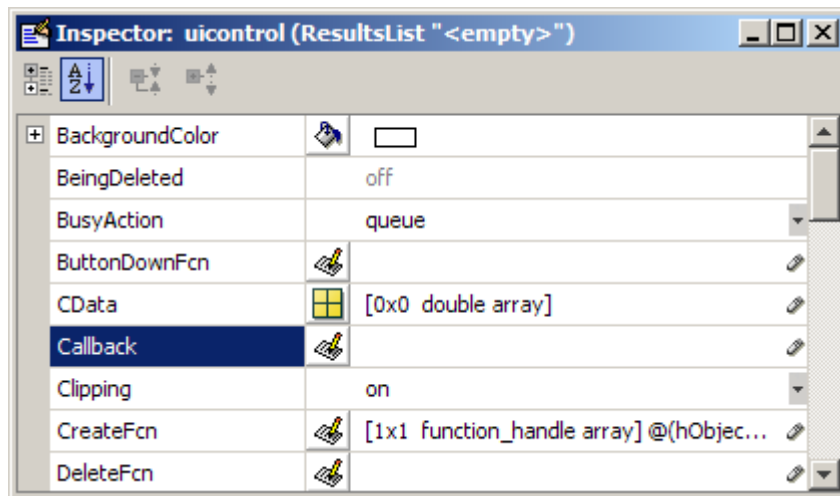 Inspector: uicontrol (ResultsList "<empty>")
A
Z
BackgroundColor
BeingDeleted off
BusyAction queue
ButtonDownFcn
CData [0x0 double array]
Callback
Clipping on
CreateFcn [1x1 function_handle array] @(hObjec...
DeleteFcn